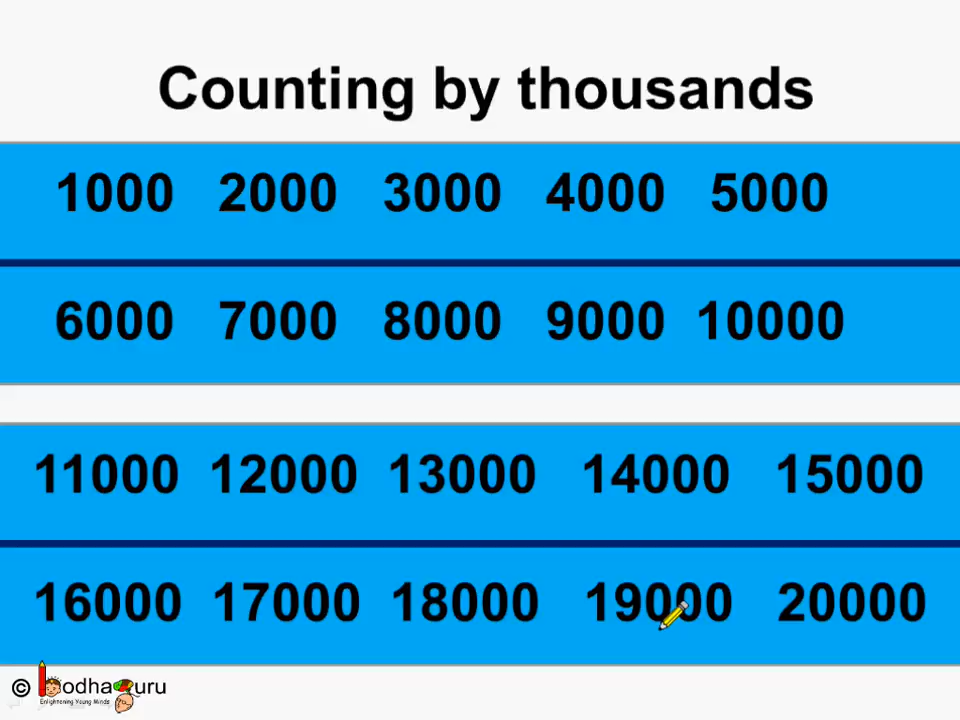 Counting by thousands
1000 2000 3000 4000 5000
6000 7000 8000 9000 10000
11000 12000 13000 14000 15000
16000 17000 18000 19000 20000
© bodhaguru
Enlightening Young Minds